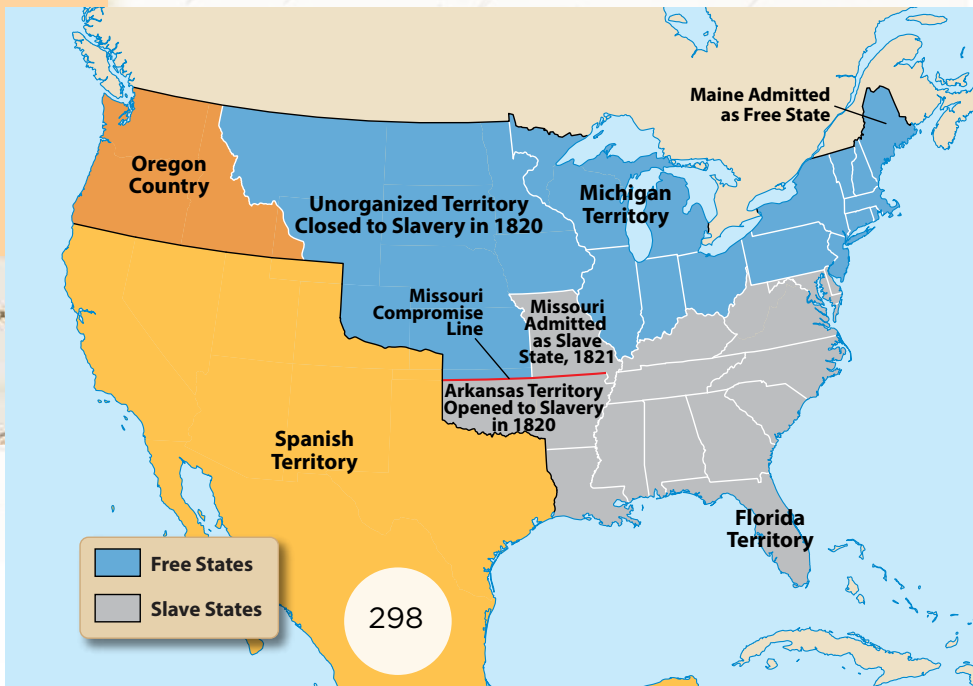 Maine Admitted
as Free State
Oregon
Country
Unorganized Territory
Closed to Slavery in 1820
Michigan
Territory
Missouri
Compromise
Line
Missouri
Admitted
as Slave
State, 1821
Arkansas Territory
Opened to Slavery
in 1820
Spanish
Territory
Florida
Territory
Free States
Slave States
298